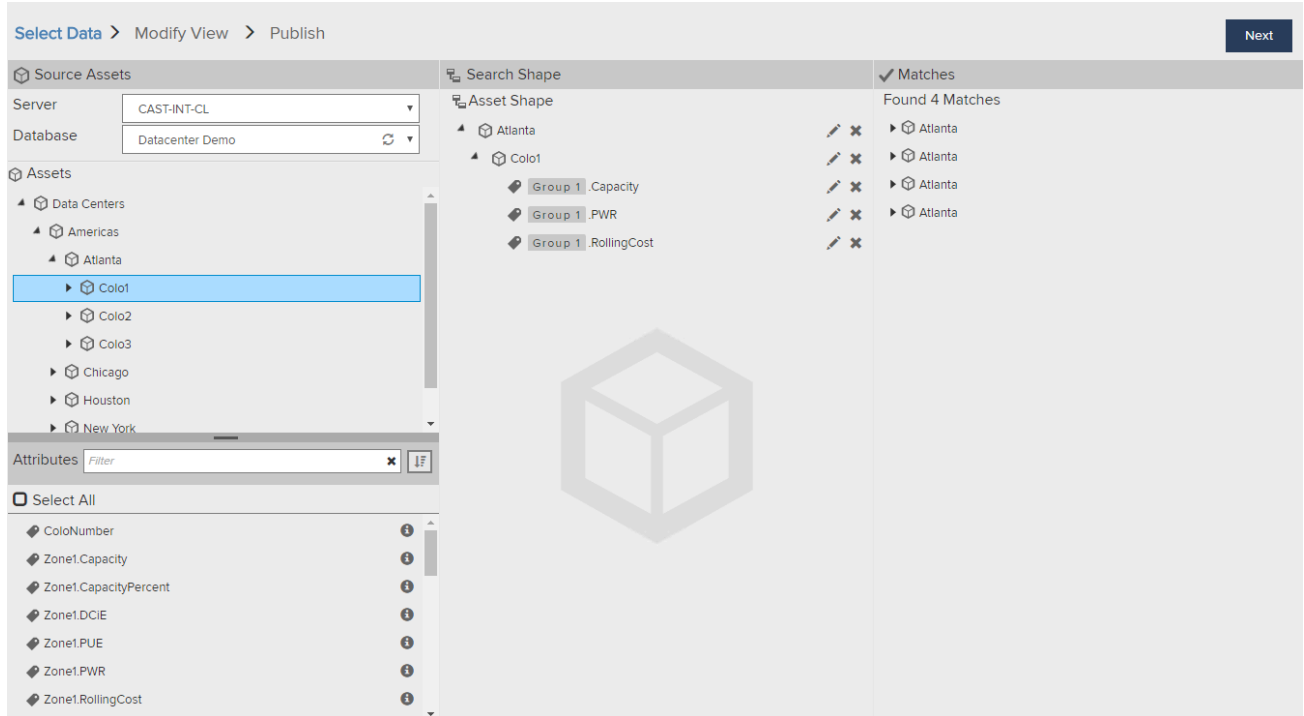 Select Data > Modify View > Publish
Next
Source Assets
Server
CAST-INT-CL
Database
Datacenter Demo
Assets
Data Centers
Americas
Atlanta
Colo1
Colo2
Colo3
Chicago
Houston
New York
Attributes
Filter
Select All
ColoNumber
Zone1.Capacity
Zone1.CapacityPercent
Zone1.DCiE
Zone1.PUE
Zone1.PWR
Zone1.RollingCost
Search Shape
Asset Shape
Atlanta
Colo1
Group 1 .Capacity
Group 1 .PWR
Group 1 .RollingCost
Matches
Found 4 Matches
Atlanta
Atlanta
Atlanta
Atlanta